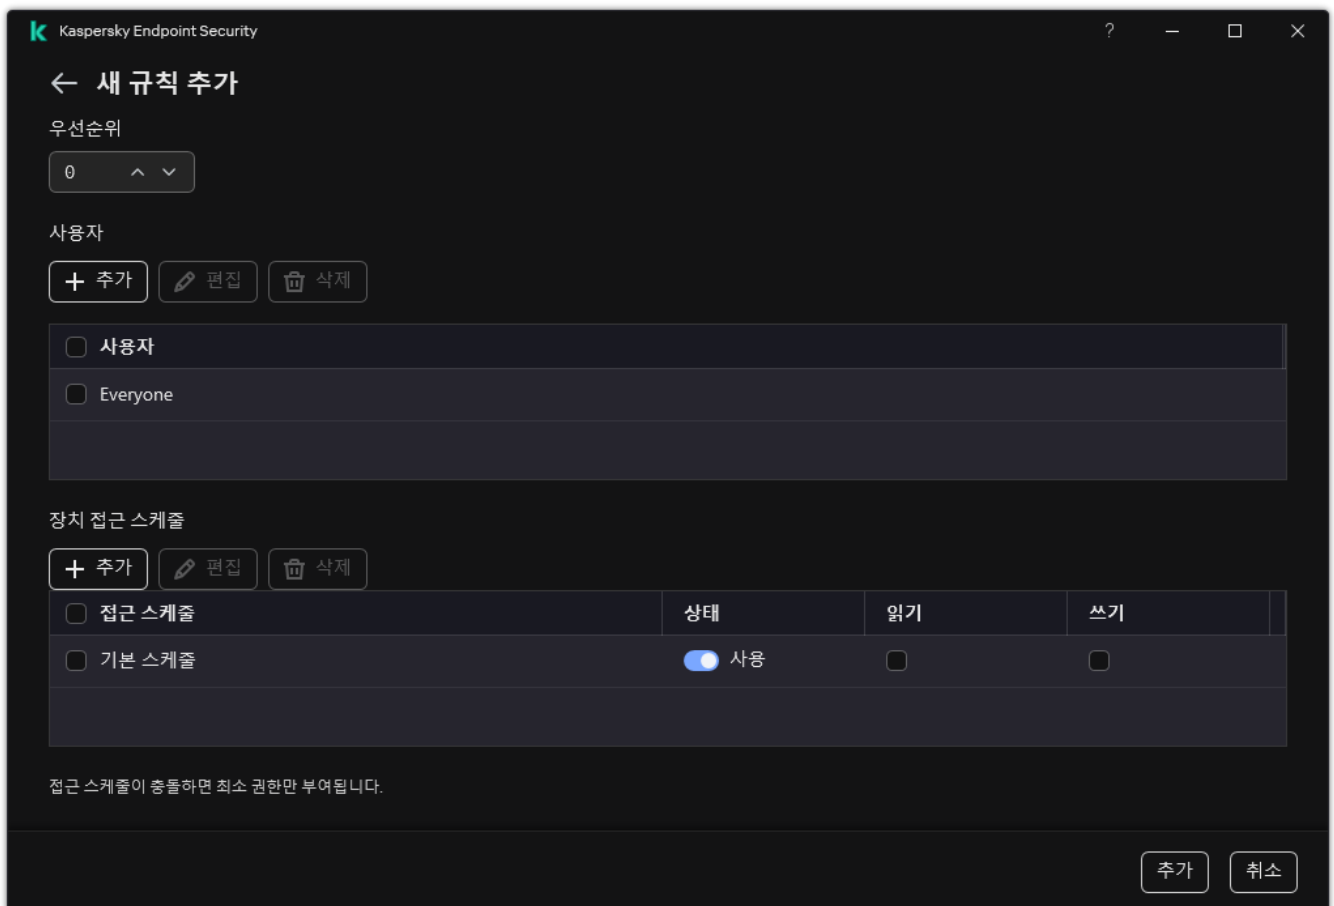 Kaspersky Endpoint Security ?
새 규칙 추가
우선순위
0
사용자
추가 편집 삭제
사용자
Everyone
장치 접근 스케줄
추가 편집 삭제
접근 스케줄 상태 읽기 쓰기
기본 스케줄 사용
접근 스케줄이 충돌하면 최소 권한만 부여됩니다.
추가 취소